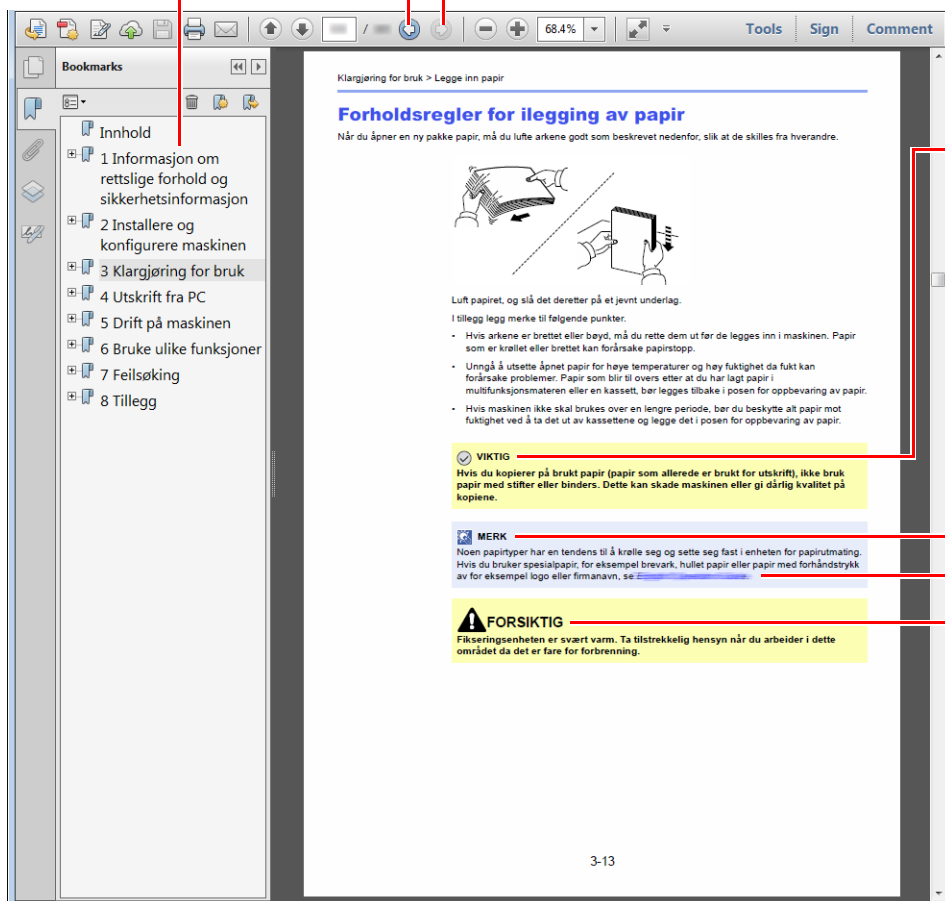 /
68.4%
Tools
Sign
Comment
Bookmarks
Innhold
1 Informasjon om
rettslige forhold og
sikkerhetsinformasjon
2 Installere og
konfigurere maskinen
3 Klargjøring for bruk
4 Utskrift fra PC
5 Drift på maskinen
6 Bruke ulike funksjoner
7 Feilsøking
8 Tillegg
Klargjøring for bruk > Legge inn papir
Forholdsregler for ilegging av papir
Når du åpner en ny pakke papir, må du lufte arkene godt som beskrevet nedenfor, slik at de skilles fra hverandre.
Luft papiret, og slå det deretter på et jevnt underlag.
I tillegg legg merke til følgende punkter.
• Hvis arkene er brettet eller bøyd, må du rette dem ut før de legges inn i maskinen. Papir
som er krøllet eller brettet kan forårsake papirstopp.
• Unngå å utsette åpnet papir for høye temperaturer og høy fuktighet da fukt kan
forårsake problemer. Papir som blir til overs etter at du har lagt papir i
multifunksjonsmateren eller en kassett, bør legges tilbake i posen for oppbevaring av papir.
• Hvis maskinen ikke skal brukes over en lengre periode, bør du beskytte alt papir mot
fuktighet ved å ta det ut av kassettene og legge det i posen for oppbevaring av papir.
VIKTIG
Hvis du kopierer på brukt papir (papir som allerede er brukt for utskrift), ikke bruk
papir med stifter eller binders. Dette kan skade maskinen eller gi dårlig kvalitet på
kopiene.
MERK
Noen papirtyper har en tendens til å krølle seg og sette seg fast i enheten for papirutmating.
Hvis du bruker spesialpapir, for eksempel brevark, hullet papir eller papir med forhåndstrykk
av for eksempel logo eller firmanavn, se
FORSIKTIG
Fikseringsenheten er svært varm. Ta tilstrekkelig hensyn når du arbeider i dette
området da det er fare for forbrenning.
3-13